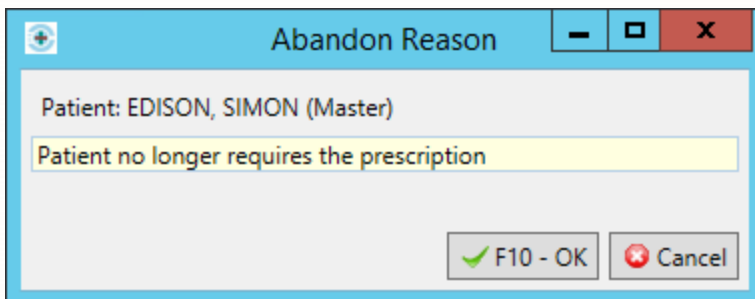 Abandon Reason
Patient: EDISON, SIMON (Master)
Patient no longer requires the prescription
F10 - OK Cancel